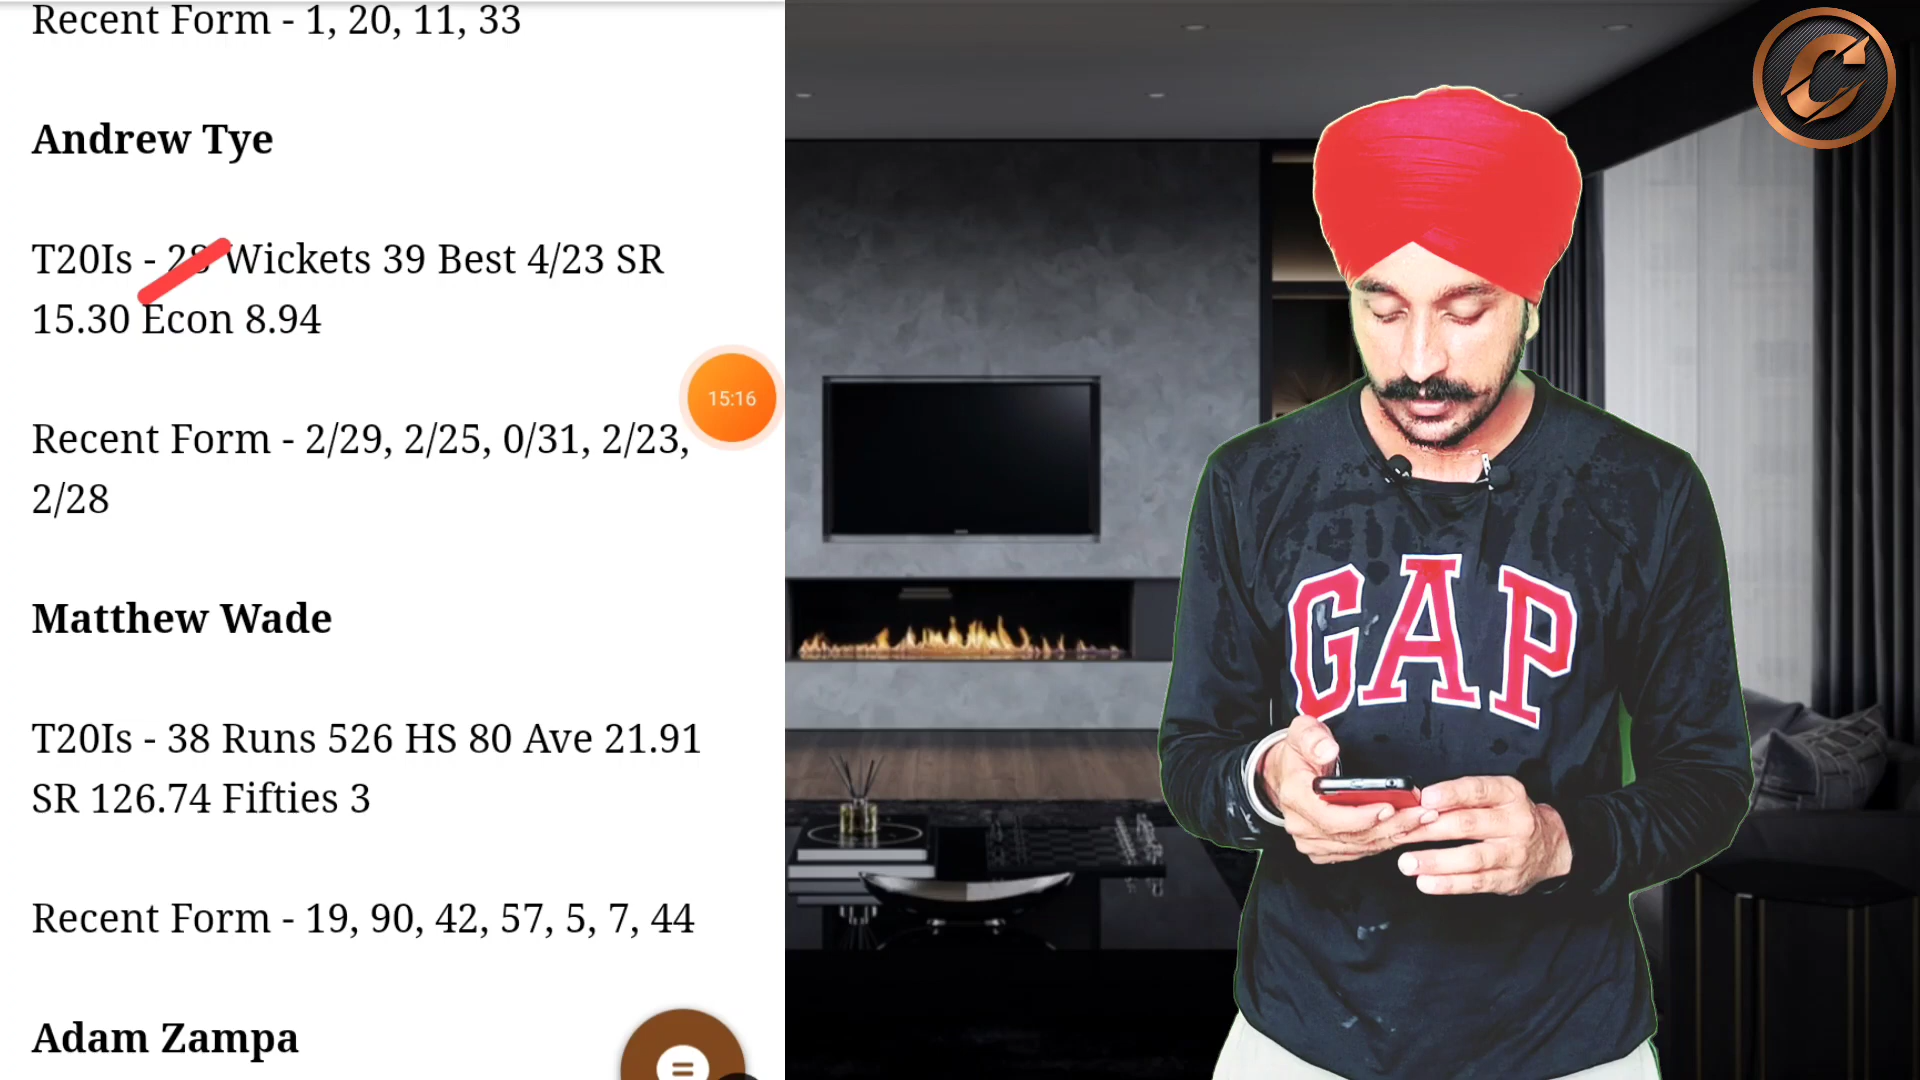 Recent Form - 1, 20, 11, 33
Andrew Tye
T20Is - 28 Wickets 39 Best 4/23 SR
15.30 Econ 8.94
15:16
Recent Form - 2/29, 2/25, 0/31, 2/23,
2/28
Matthew Wade
T20Is - 38 Runs 526 HS 80 Ave 21.91
SR 126.74 Fifties 3
Recent Form - 19, 90, 42, 57, 5, 7, 44
Adam Zampa
C
GAP